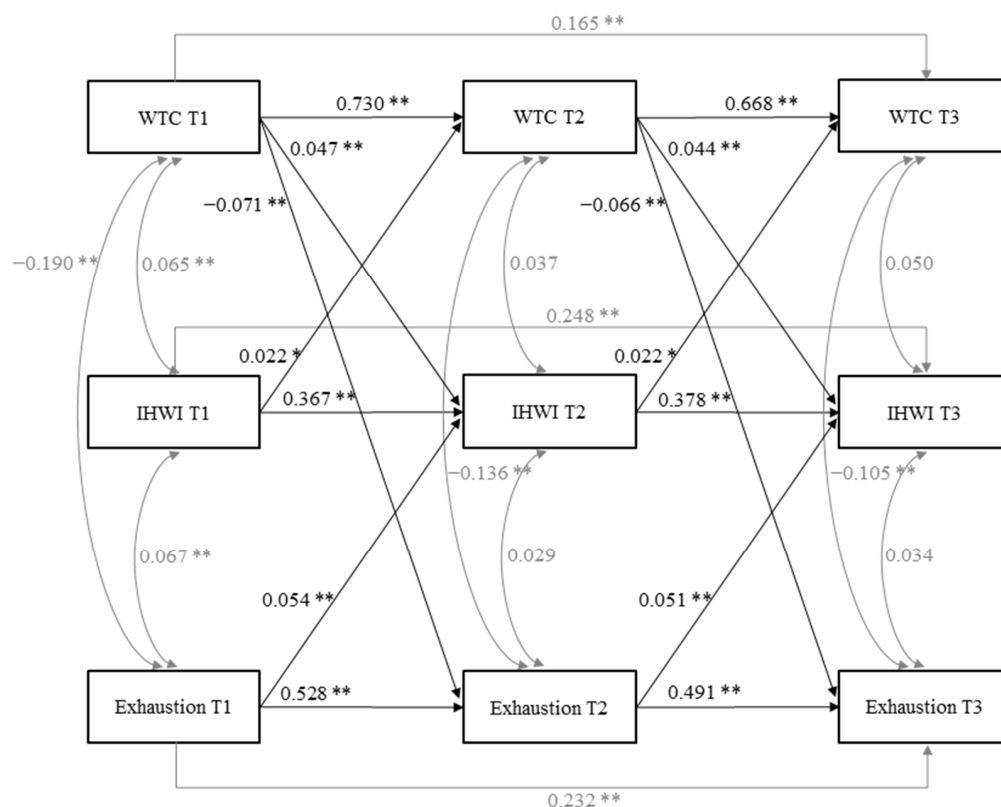 0.165 **
WTC T1
0.730 **
WTC T2
0.668 **
WTC T3
0.047 **
0.044 **
−0.071 **
−0.066 **
−0.190 **
0.065 **
0.037
0.050
0.248 **
0.022 *
0.022 *
IHWI T1
0.367 **
IHWI T2
0.378 **
IHWI T3
−0.136 **
−0.105 **
0.067 **
0.029
0.034
0.054 **
0.051 **
Exhaustion T1
0.528 **
Exhaustion T2
0.491 **
Exhaustion T3
0.232 **